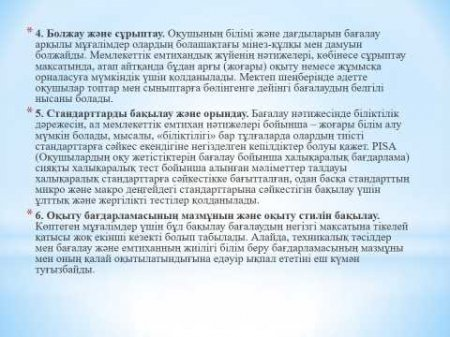 * 4. Болжау және сұрыптау. Оқушының білімі және дағдыларын бағалау
арқылы мұғалімдер олардың болашақтағы мінез-құлқы мен дамуын
болжайды. Мемлекеттік емтихандық жүйенің нәтижелері, көбінесе сұрыптау
мақсатында, атап айтқанда бұдан арғы (жоғары) оқыту немесе жұмысқа
орналасуға мүмкіндік үшін қолданылады. Мектеп шеңберінде әдетте
оқушылар топтар мен сыныптарға бөлінгенге дейінгі бағалаудың белгілі
нысаны болады.
* 5. Стандарттарды бақылау және орындау. Бағалау нәтижесінде біліктілік
дәрежесін, ал мемлекеттік емтихан нәтижелері бойынша – жоғары білім алу
мүмкін болады, мысалы, «біліктілігі» бар тұлғаларда олардың тиісті
стандарттарға сәйкес екендігіне негізделген кепілдіктер болуы қажет. PISA
(Оқушылардың оқу жетістіктерін бағалау бойынша халықаралық бағдарлама)
сияқты халықаралық тест бойынша алынған мәліметтер талдауы
халықаралық стандарттарға сәйкестікке бағытталған, одан басқа стандарттың
микро және макро деңгейдегі стандарттарына сәйкестігін бақылау үшін
ұлттық және жергілікті тестілер қолданылады.
* 6. Оқыту бағдарламасының мазмұнын және оқыту стилін бақылау.
Көптеген мұғалімдер үшін бұл бақылау бағалаудың негізгі мақсатына тікелей
қатысы жоқ екінші кезекті болып табылады. Алайда, техникалық тәсілдер
мен бағалау және емтиханның жиілігі білім беру бағдарламасының мазмұны
мен оның қалай оқытылатындығына едәуір ықпал ететіні еш күмән
туғызбайды.